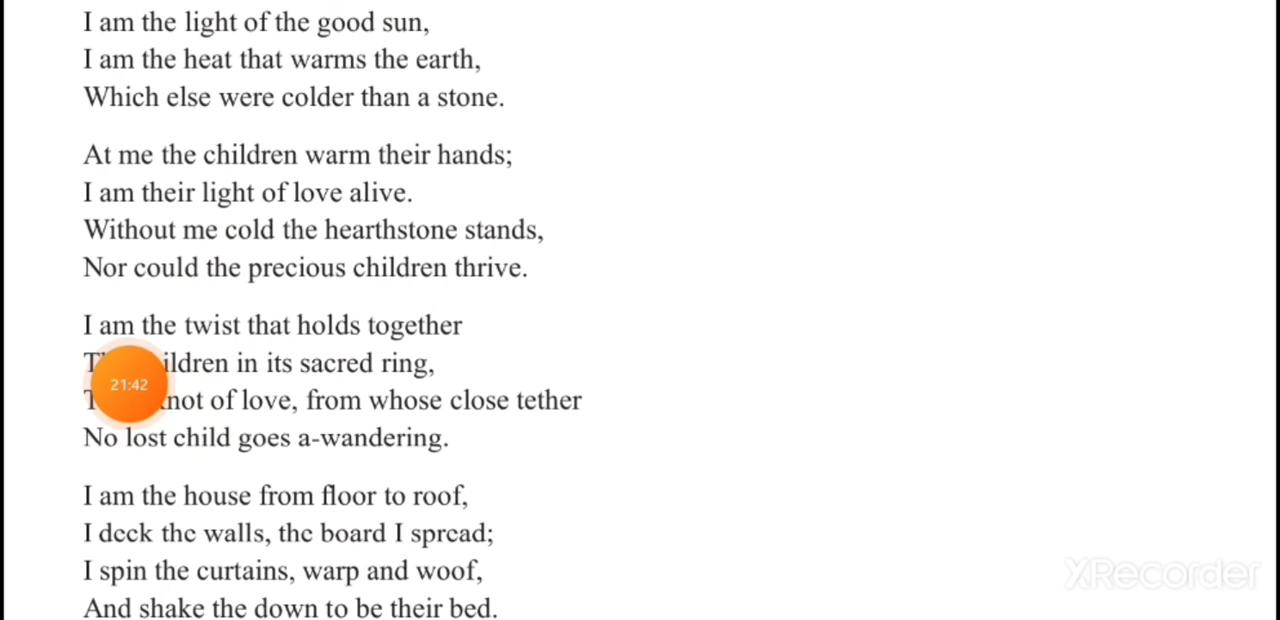 I am the light of the good sun,
I am the heat that warms the earth,
Which else were colder than a stone.
At me the children warm their hands;
I am their light of love alive.
Without me cold the hearthstone stands,
Nor could the precious children thrive.
I am the twist that holds together
in its sacred ring,
of love, from whose close tether
No lost child goes a-wandering.
I am the house from floor to roof,
I deck the walls, the board I spread;
I spin the curtains, warp and woof,
And shake the down to be their bed.
21:42
XRecorder